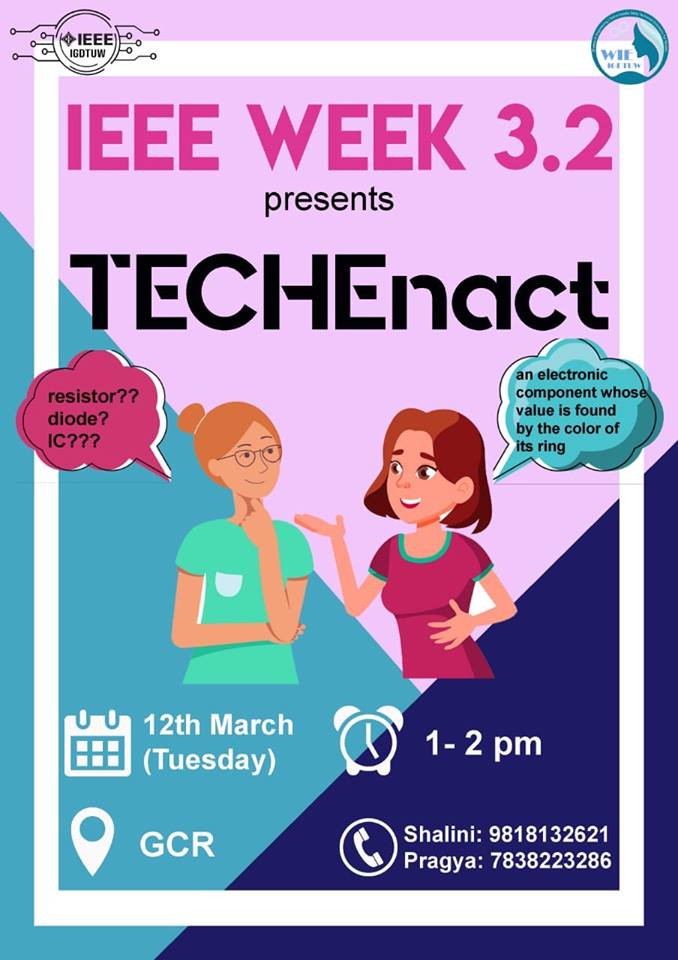 IEEE
IGDTUW
WIE
IGDTUW
IEEE WEEK 3.2
presents
TECHEnact
resistor??
diode?
IC???
an electronic
component whose
value is found
by the color of
its ring
12th March
(Tuesday)
1- 2 pm
GCR
Shalini: 9818132621
Pragya: 7838223286